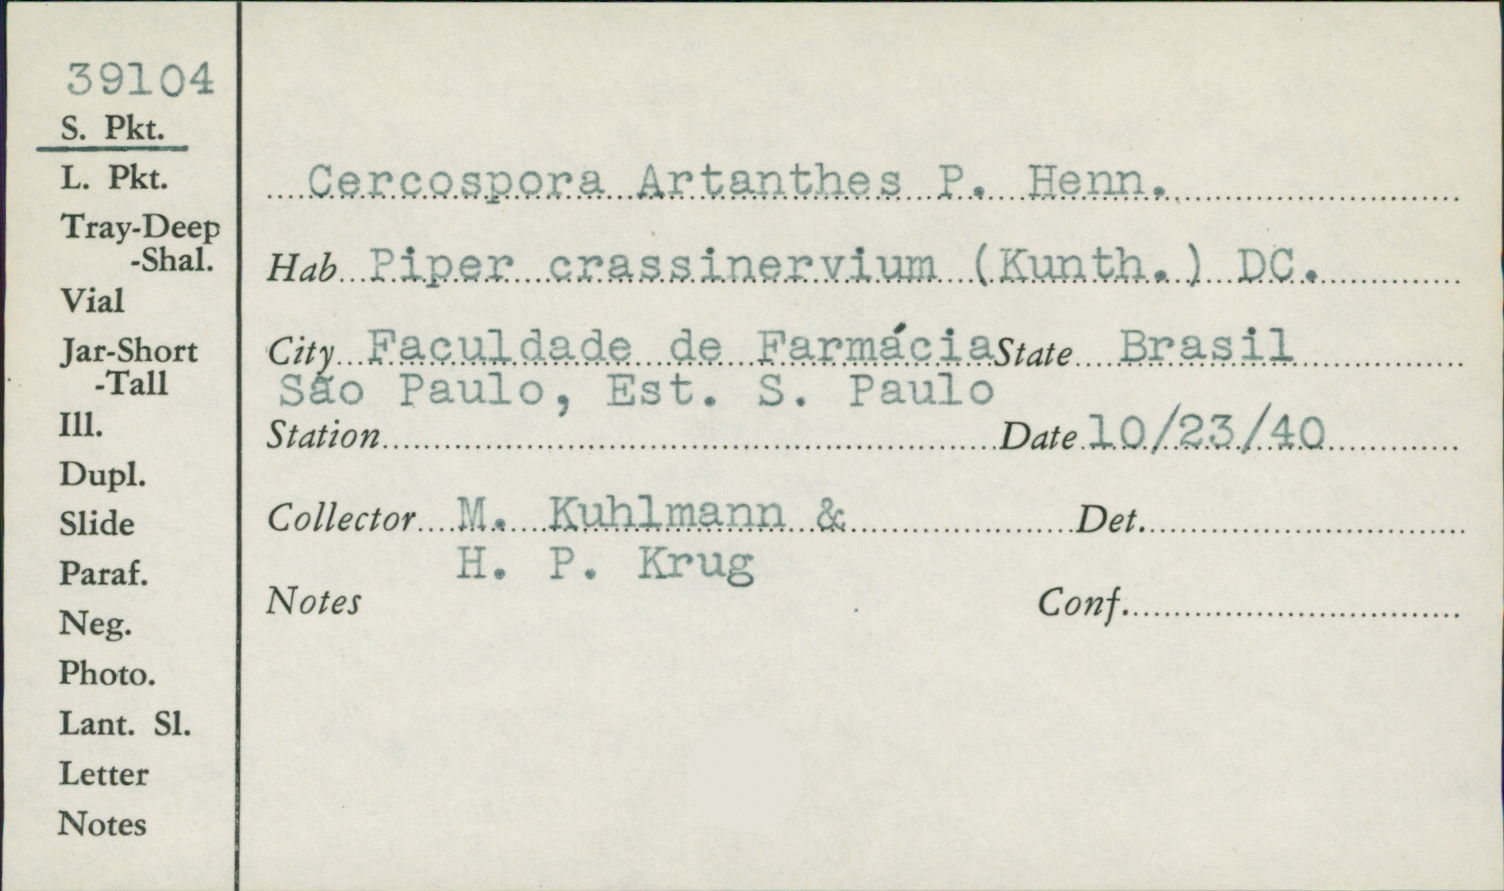 39104
S. Pkt.
L. Pkt.
Tray-Deep
-Shal.
Vial
Jar-Short
-Tall
Ill.
Dupl.
Slide
Paraf.
Neg.
Photo.
Lant. Sl.
Letter
Notes
Cercospora Artanthes P. Henn.
Hab Piper crassinervium (Kunth.) DC.
City Faculdade de Farmácia State Brasil
São Paulo, Est. S. Paulo
Station Date 10/23/40
Collector M. Kuhlmann & Det.
H. P. Krug
Notes Conf.